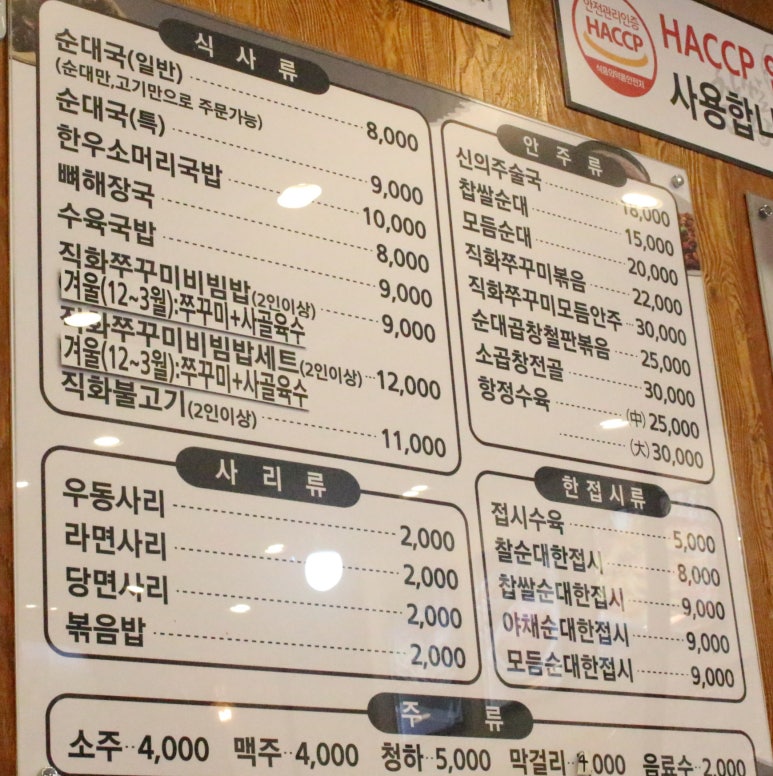 식 사 류
순대국(일반) 8,000
(순대만,고기만으로 주문가능)
순대국(특) 9,000
한우소머리국밥 10,000
뼈해장국 8,000
수육국밥 9,000
직화쭈꾸미비빔밥(2인이상) 9,000
겨울(12~3월):쭈꾸미+사골육수
직화쭈꾸미비빔밥세트(2인이상) 12,000
겨울(12~3월):쭈꾸미+사골육수
직화불고기(2인이상) 11,000
안 주 류
신의주술국 18,000
찹쌀순대 15,000
모듬순대 20,000
직화쭈꾸미볶음 22,000
직화쭈꾸미모듬안주 30,000
순대곱창철판볶음 25,000
소곱창전골 30,000
항정수육 (中) 25,000
(大) 30,000
사 리 류
우동사리 2,000
라면사리 2,000
당면사리 2,000
볶음밥 2,000
한접시류
접시수육 5,000
찰순대한접시 8,000
찹쌀순대한접시 9,000
야채순대한접시 9,000
모듬순대한접시 9,000
주 류
소주 4,000 맥주 4,000 청하 5,000 막걸리 4,000 음료수 2,000
안전관리인증
HACCP
식품의약품안전처
HACCP
사용합니